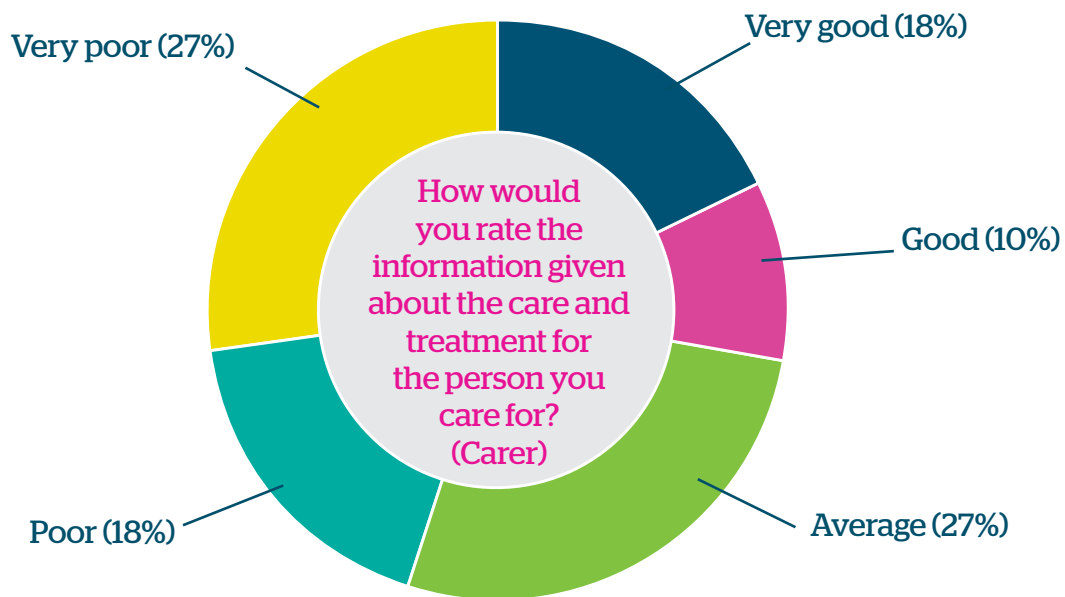 Very good (18%)
Very poor (27%)
How would
you rate the
information given
about the care and
treatment for
the person you
care for?
(Carer)
Good (10%)
Average (27%)
Poor (18%)